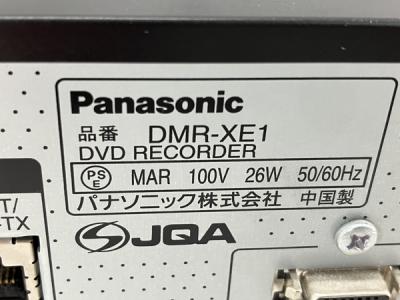 Panasonic
品番 DMR-XE1
DVD RECORDER
PSE MAR 100V 26W 50/60Hz
パナソニック株式会社 中国製
T/
-TX
JQA